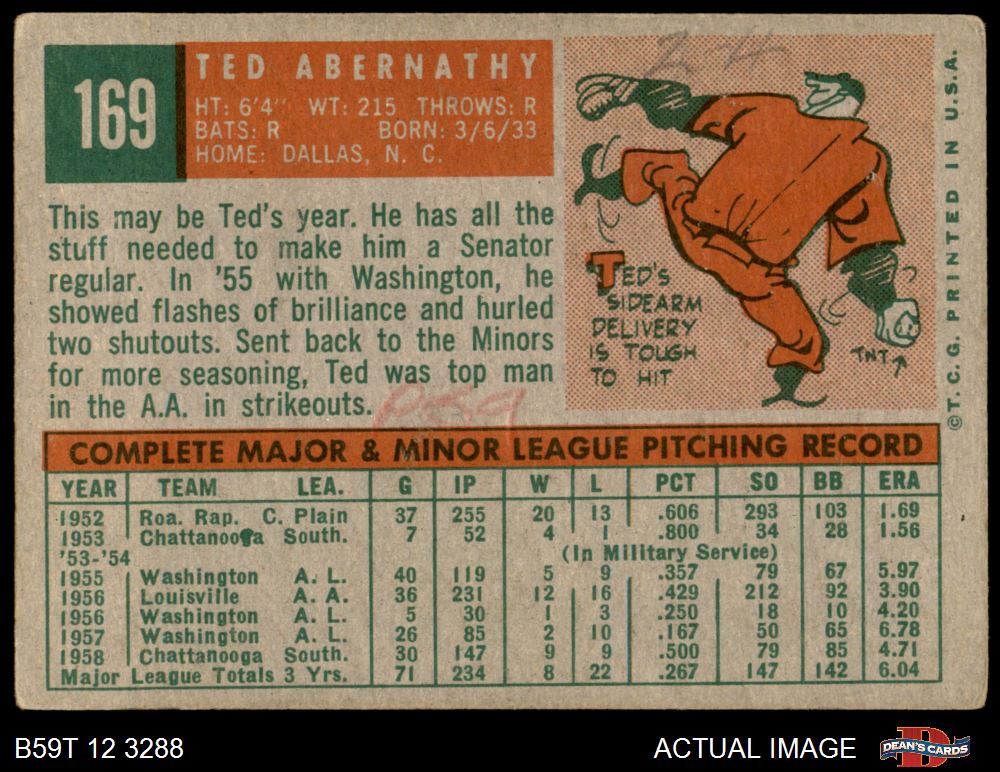 169
TED ABERNATHY
HT: 6'4" WT: 215 THROWS: R
BATS: R BORN: 3/6/33
HOME: DALLAS, N. C.
This may be Ted's year. He has all the
stuff needed to make him a Senator
regular. In '55 with Washington, he
showed flashes of brilliance and hurled
two shutouts. Sent back to the Minors
for more seasoning, Ted was top man
in the A.A. in strikeouts.
TED'S
SIDEARM
DELIVERY
IS TOUGH
TO HIT
TNT
©T.C.G. PRINTED IN U.S.A.
COMPLETE MAJOR & MINOR LEAGUE PITCHING RECORD
YEAR TEAM LEA. G IP W L PCT SO BB ERA
1952 Roa. Rap. C. Plain 37 255 20 13 .606 293 103 1.69
1953 Chattanooga South. 7 52 4 1 .800 34 28 1.56
'53-'54 (In Military Service)
1955 Washington A. L. 40 119 5 9 .357 79 67 5.97
1956 Louisville A. A. 36 231 12 16 .429 212 92 3.90
1956 Washington A. L. 5 30 1 3 .250 18 10 4.20
1957 Washington A. L. 26 85 2 10 .167 50 65 6.78
1958 Chattanooga South. 30 147 9 9 .500 79 85 4.71
Major League Totals 3 Yrs. 71 234 8 22 .267 147 142 6.04
B59T 12 3288
ACTUAL IMAGE
DEAN'S CARDS